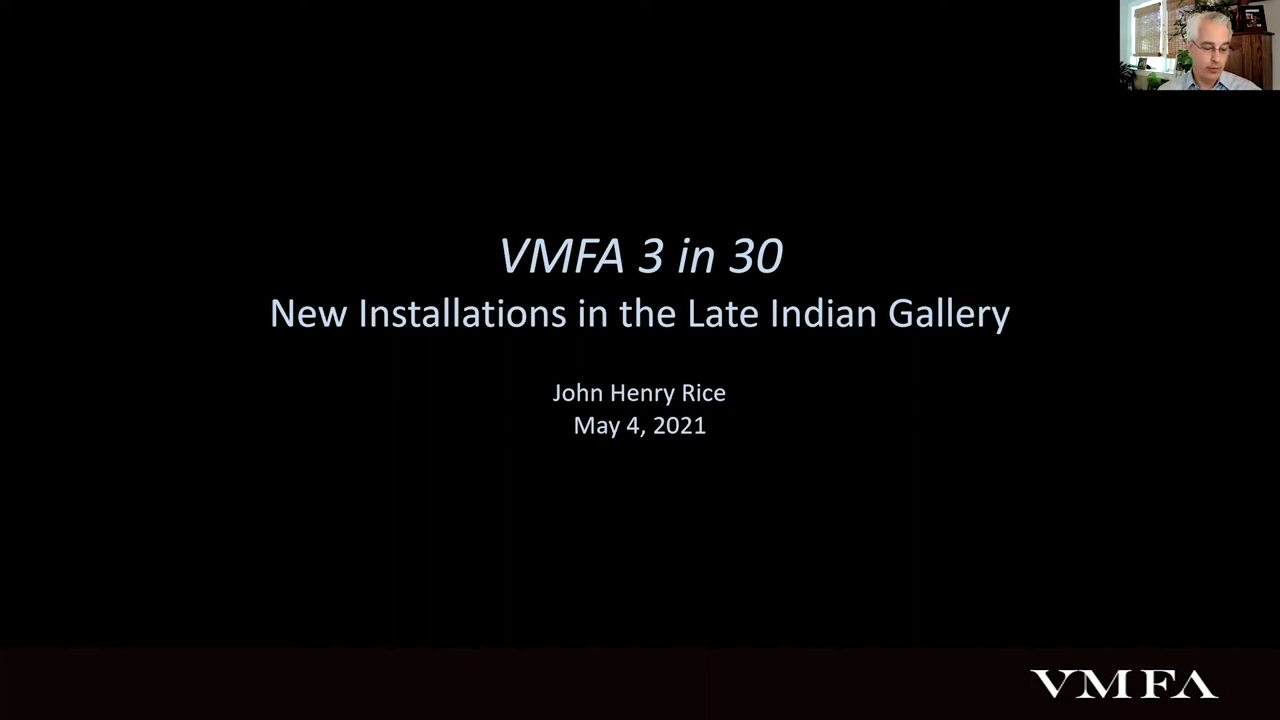 VMFA 3 in 30
New Installations in the Late Indian Gallery
John Henry Rice
May 4, 2021
VMFA